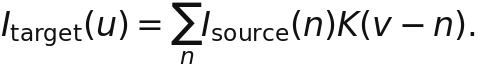 I_target(u) = ∑_n I_source(n)K(v − n).